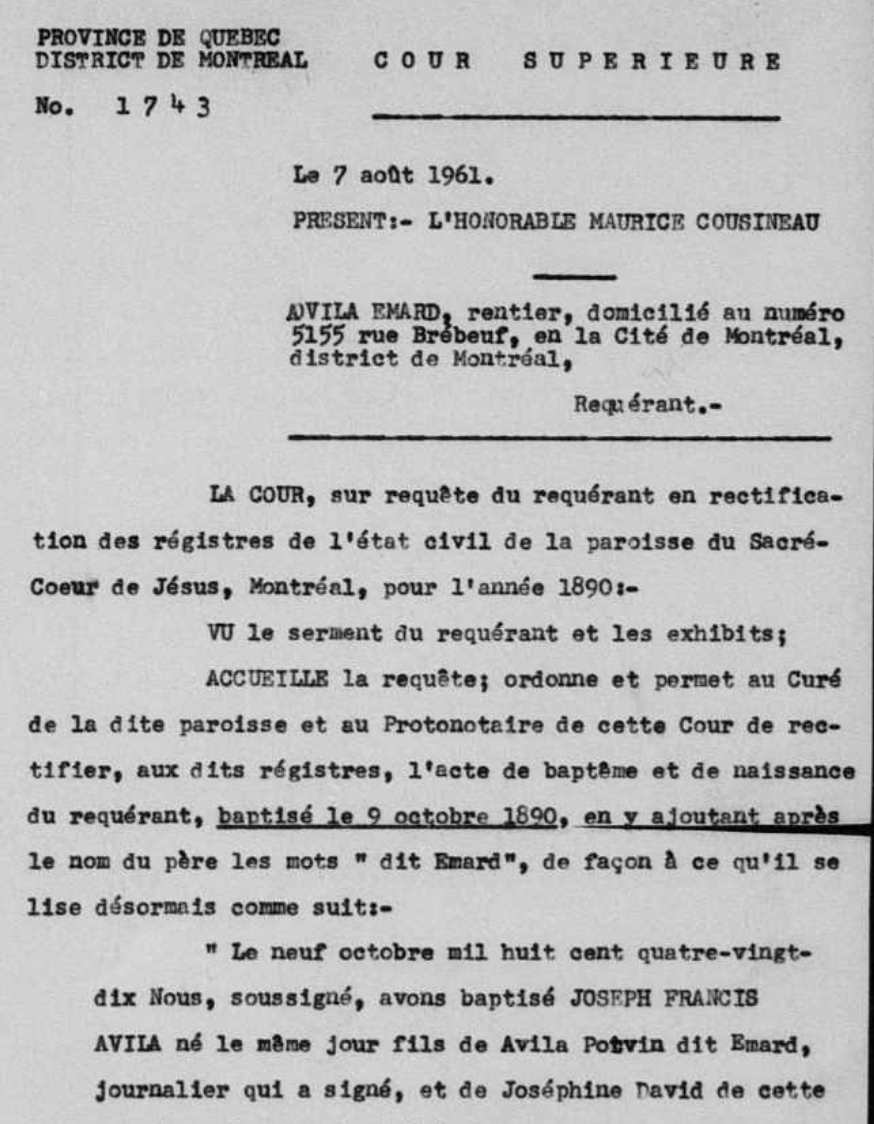 PROVINCE DE QUEBEC
DISTRICT DE MONTREAL
COUR SUPERIEURE
No. 1743
Le 7 août 1961.
PRESENT:- L'HONORABLE MAURICE COUSINEAU
ADVILA EMARD, rentier, domicilié au numéro
5155 rue Brébeuf, en la Cité de Montréal,
district de Montréal,
Requérant.-
LA COUR, sur requête du requérant en rectifica-
tion des régistres de l'état civil de la paroisse du Sacré-
Coeur de Jésus, Montréal, pour l'année 1890:-
VU le serment du requérant et les exhibits;
ACCUEILLE la requête; ordonne et permet au Curé
de la dite paroisse et au Protonotaire de cette Cour de rec-
tifier, aux dits régistres, l'acte de baptême et de naissance
du requérant, baptisé le 9 octobre 1890, en y ajoutant après
le nom du père les mots " dit Emard", de façon à ce qu'il se
lise désormais comme suit:-
" Le neuf octobre mil huit cent quatre-vingt-
dix Nous, soussigné, avons baptisé JOSEPH FRANCIS
AVILA né le même jour fils de Avila Potvin dit Emard,
journalier qui a signé, et de Joséphine David de cette